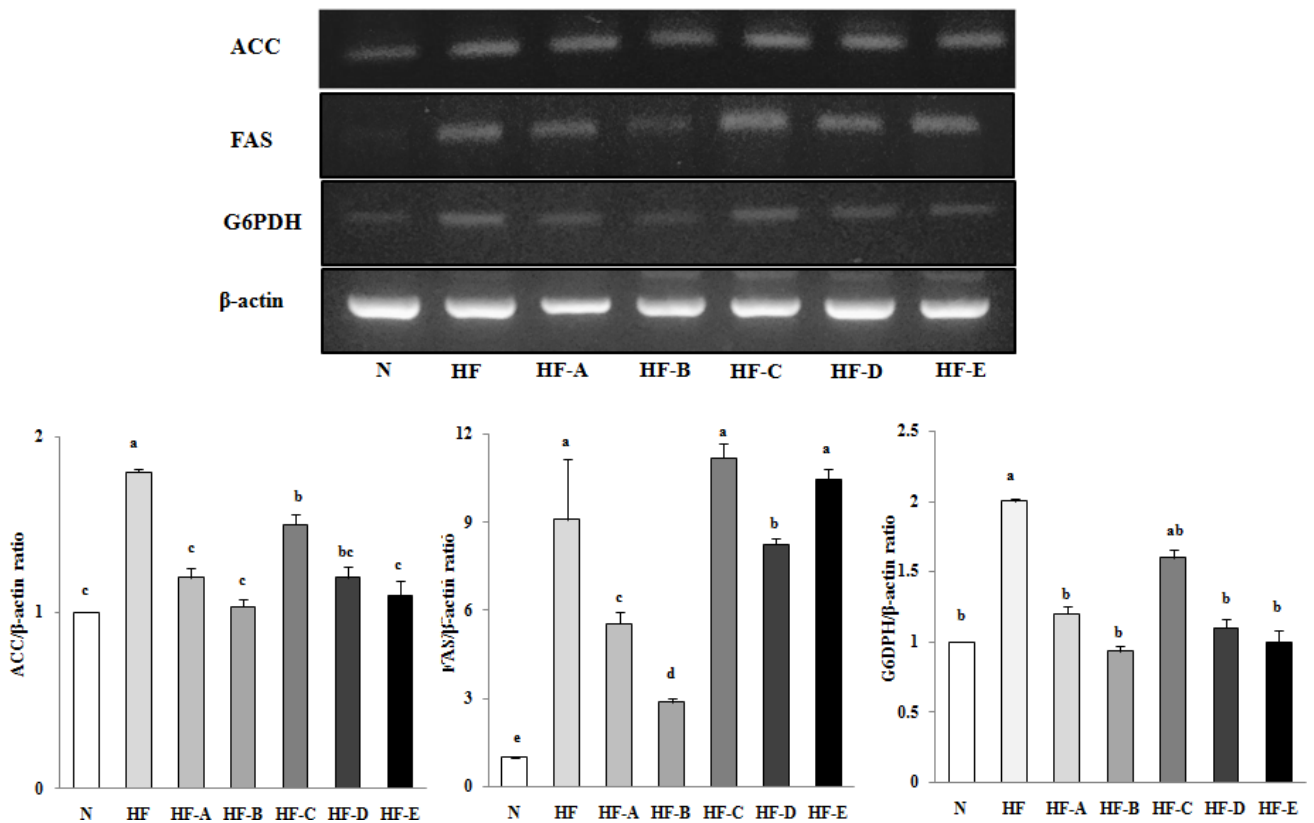 ACC
FAS
G6PDH
β-actin
N HF HF-A HF-B HF-C HF-D HF-E
ACC/β-actin ratio
2
1
0
c a c c b bc c
N HF HF-A HF-B HF-C HF-D HF-E
FAS/β-actin ratio
12
9
6
3
0
e a c d a b a
N HF HF-A HF-B HF-C HF-D HF-E
G6DPH/β-actin ratio
2.5
2
1.5
1
0.5
0
b a b b ab b b
N HF HF-A HF-B HF-C HF-D HF-E